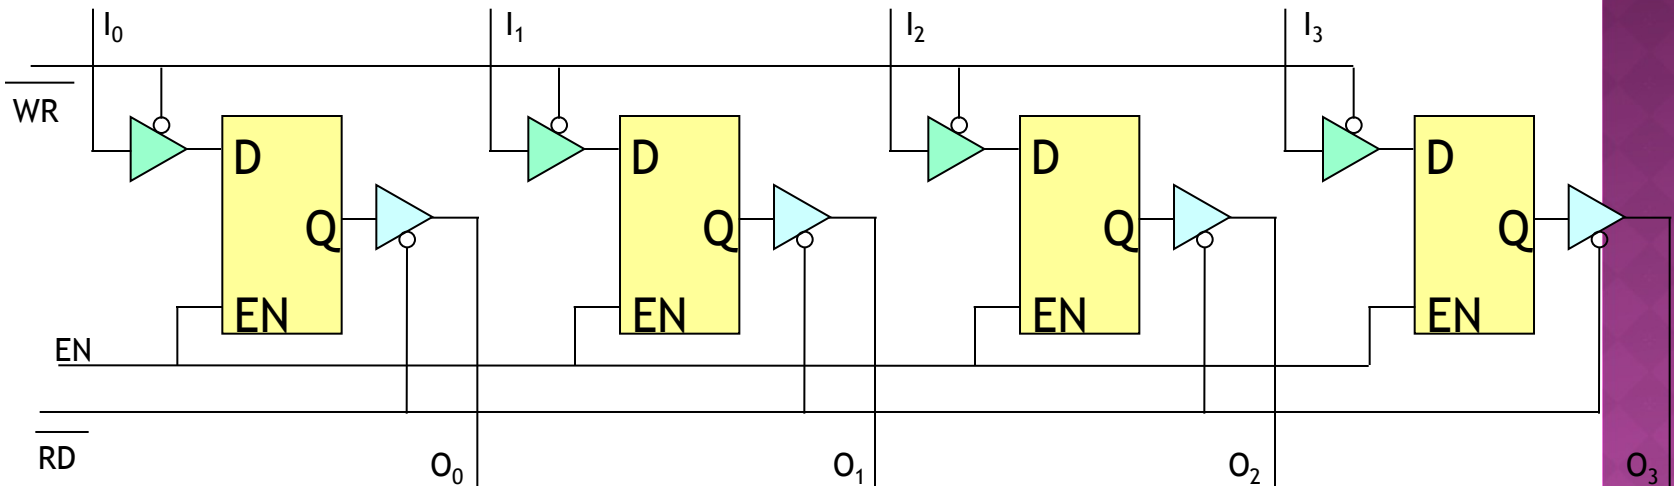 I₀ I₁ I₂ I₃
WR
D D D D
Q Q Q Q
EN EN EN EN
EN
RD
O₀ O₁ O₂ O₃